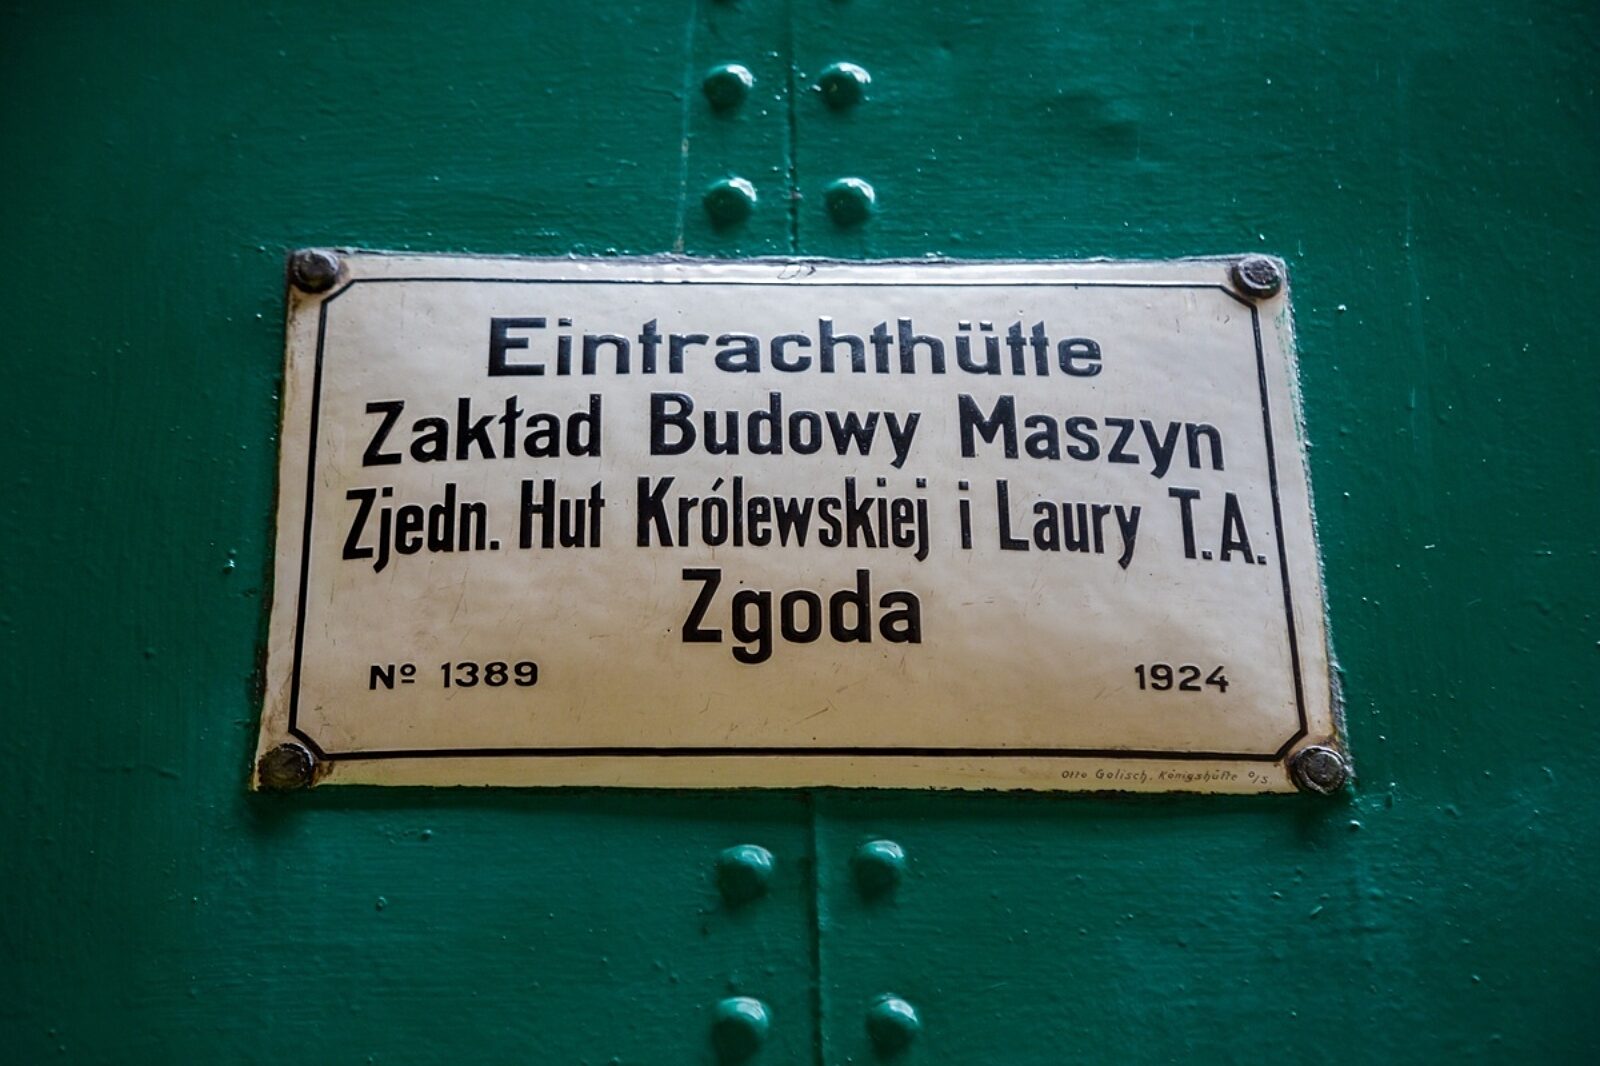 Eintrachthütte
Zakład Budowy Maszyn
Zjedn. Hut Królewskiej i Laury T.A.
Zgoda
Nº 1389 1924
Otto Golisch, Königshütte O/S.